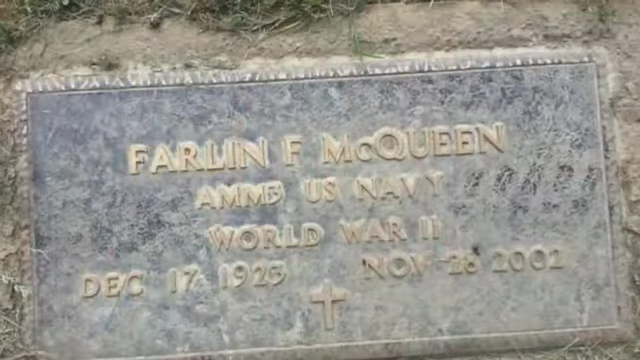 FARLIN F McQUEEN
AMM3 US NAVY
WORLD WAR II
DEC 17 1923 NOV 28 2002